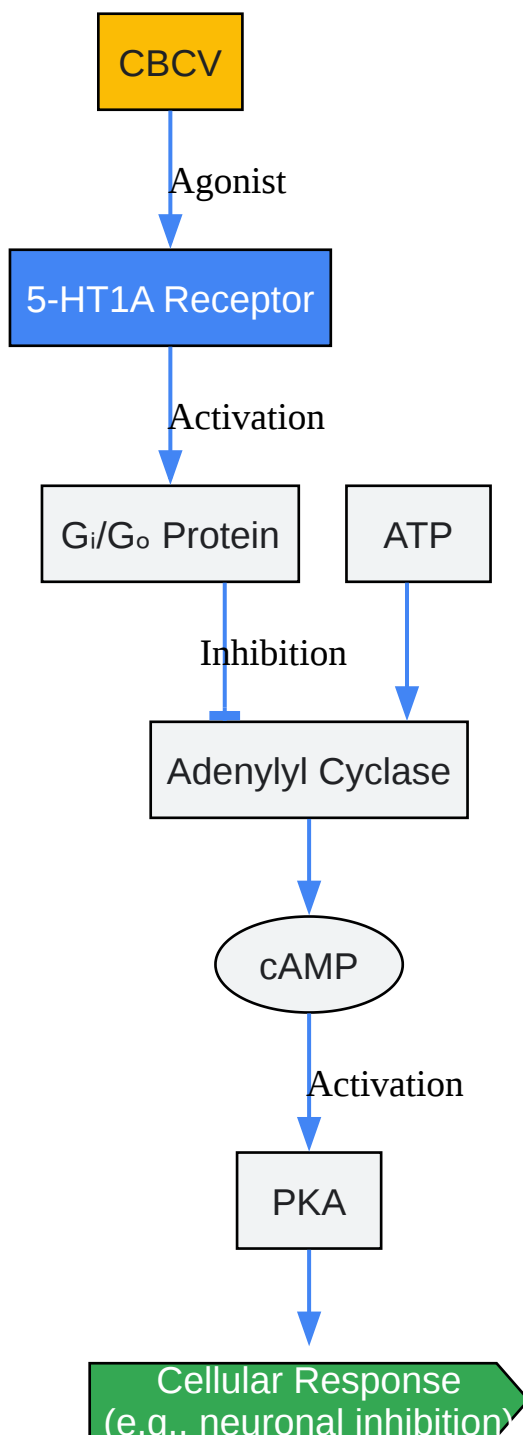 CBCV
Agonist
5-HT1A Receptor
Activation
Gᵢ/Gₒ Protein
ATP
Inhibition
Adenylyl Cyclase
cAMP
Activation
PKA
Cellular Response
(e.g., neuronal inhibition)